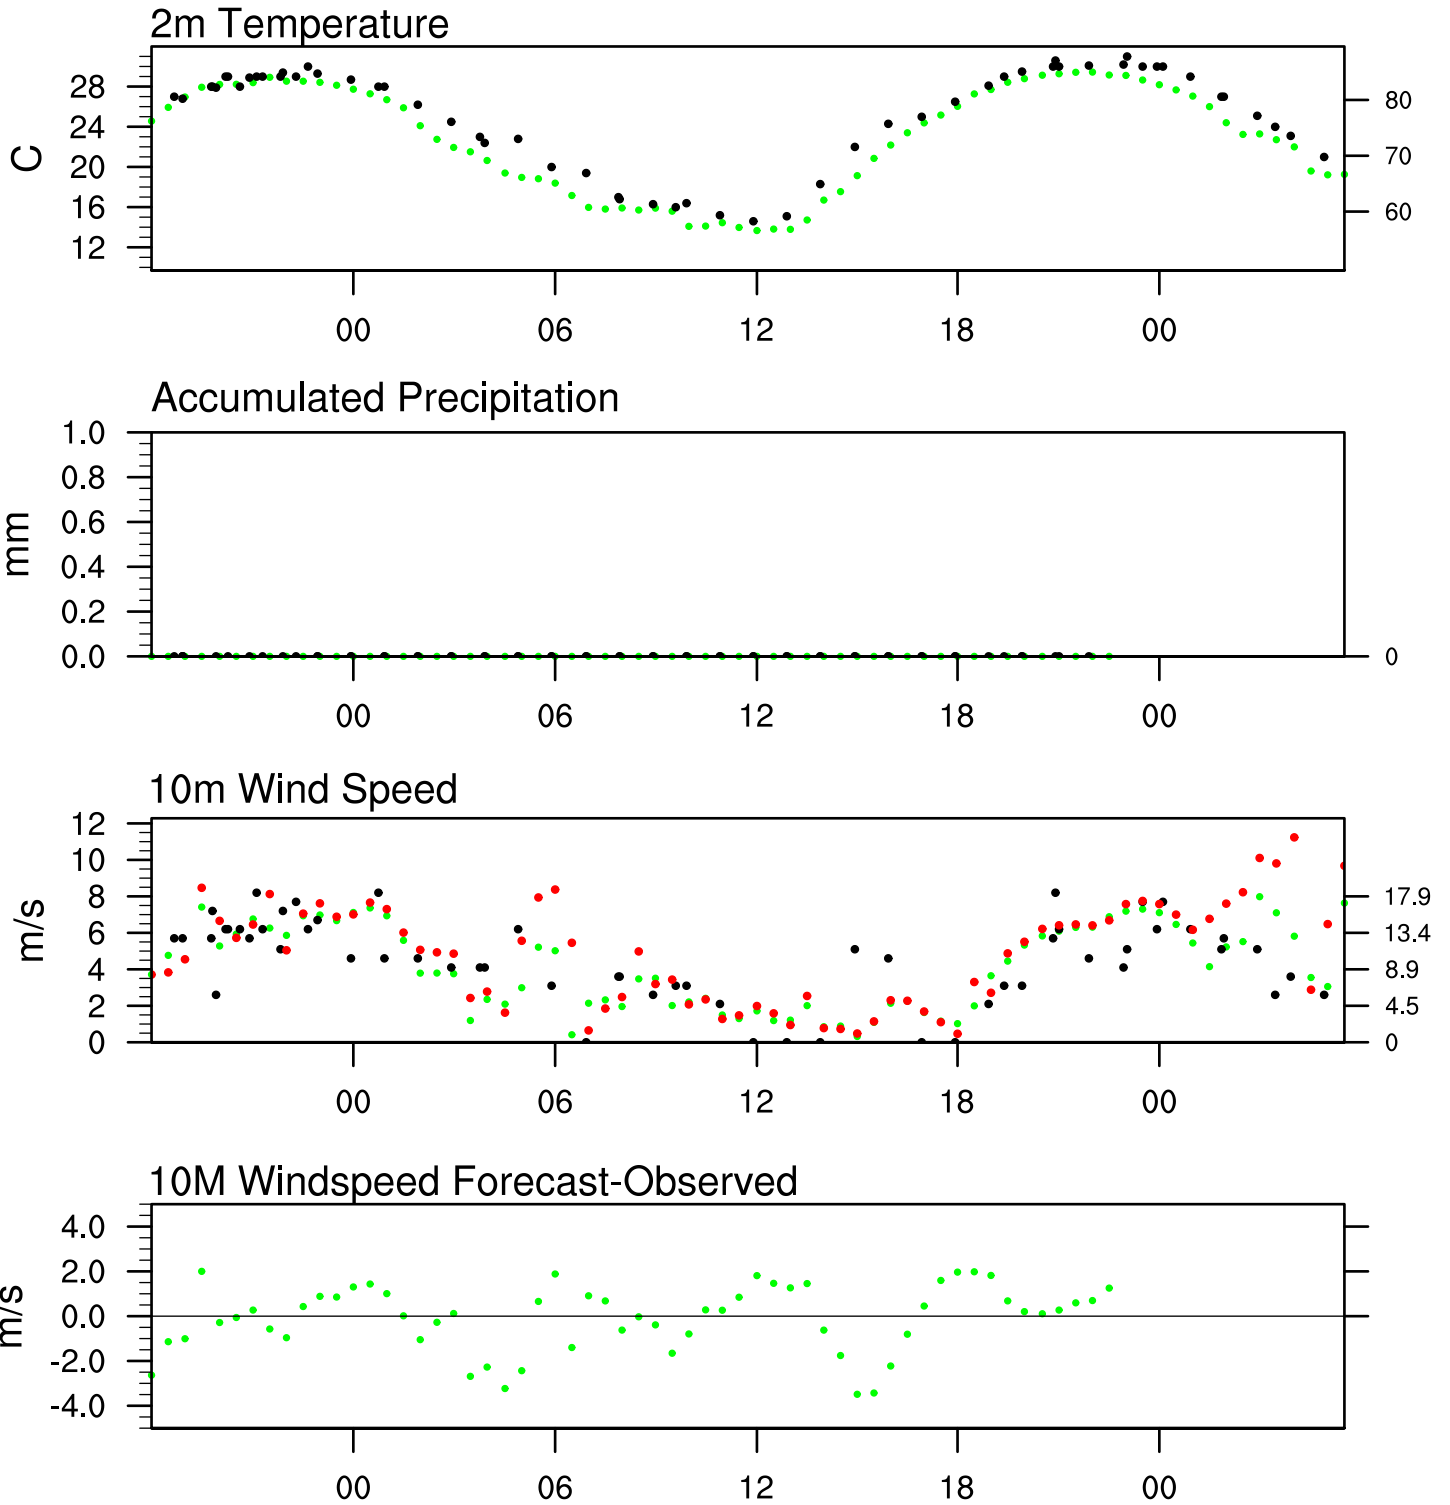 2m Temperature
C
28
24
20
16
12
80
70
60
00 06 12 18 00
Accumulated Precipitation
mm
1.0
0.8
0.6
0.4
0.2
0.0
0
00 06 12 18 00
10m Wind Speed
m/s
12
10
8
6
4
2
0
17.9
13.4
8.9
4.5
0
00 06 12 18 00
10M Windspeed Forecast-Observed
m/s
4.0
2.0
0.0
-2.0
-4.0
00 06 12 18 00